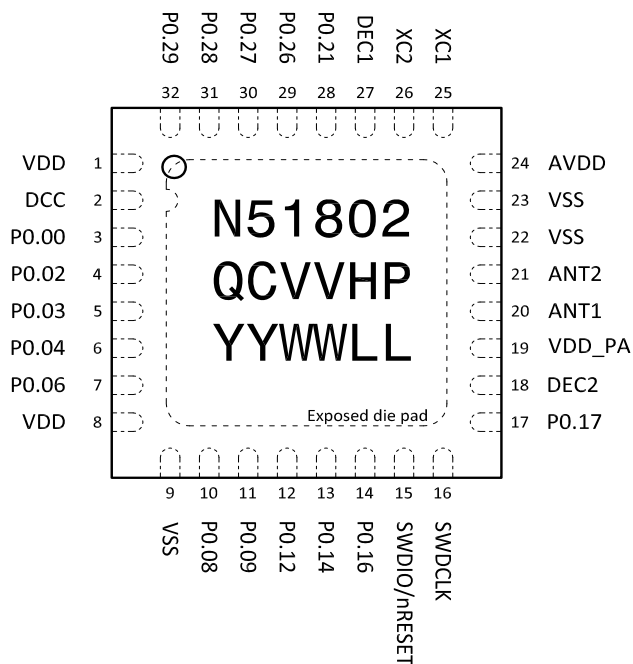 P0.29 P0.28 P0.27 P0.26 P0.21 DEC1 XC2 XC1
32 31 30 29 28 27 26 25
VDD 1
DCC 2
P0.00 3
P0.02 4
P0.03 5
P0.04 6
P0.06 7
VDD 8
N51802
QCVVHP
YYWWLL
Exposed die pad
24 AVDD
23 VSS
22 VSS
21 ANT2
20 ANT1
19 VDD_PA
18 DEC2
17 P0.17
9 10 11 12 13 14 15 16
VSS P0.08 P0.09 P0.12 P0.14 P0.16 SWDIO/nRESET SWDCLK